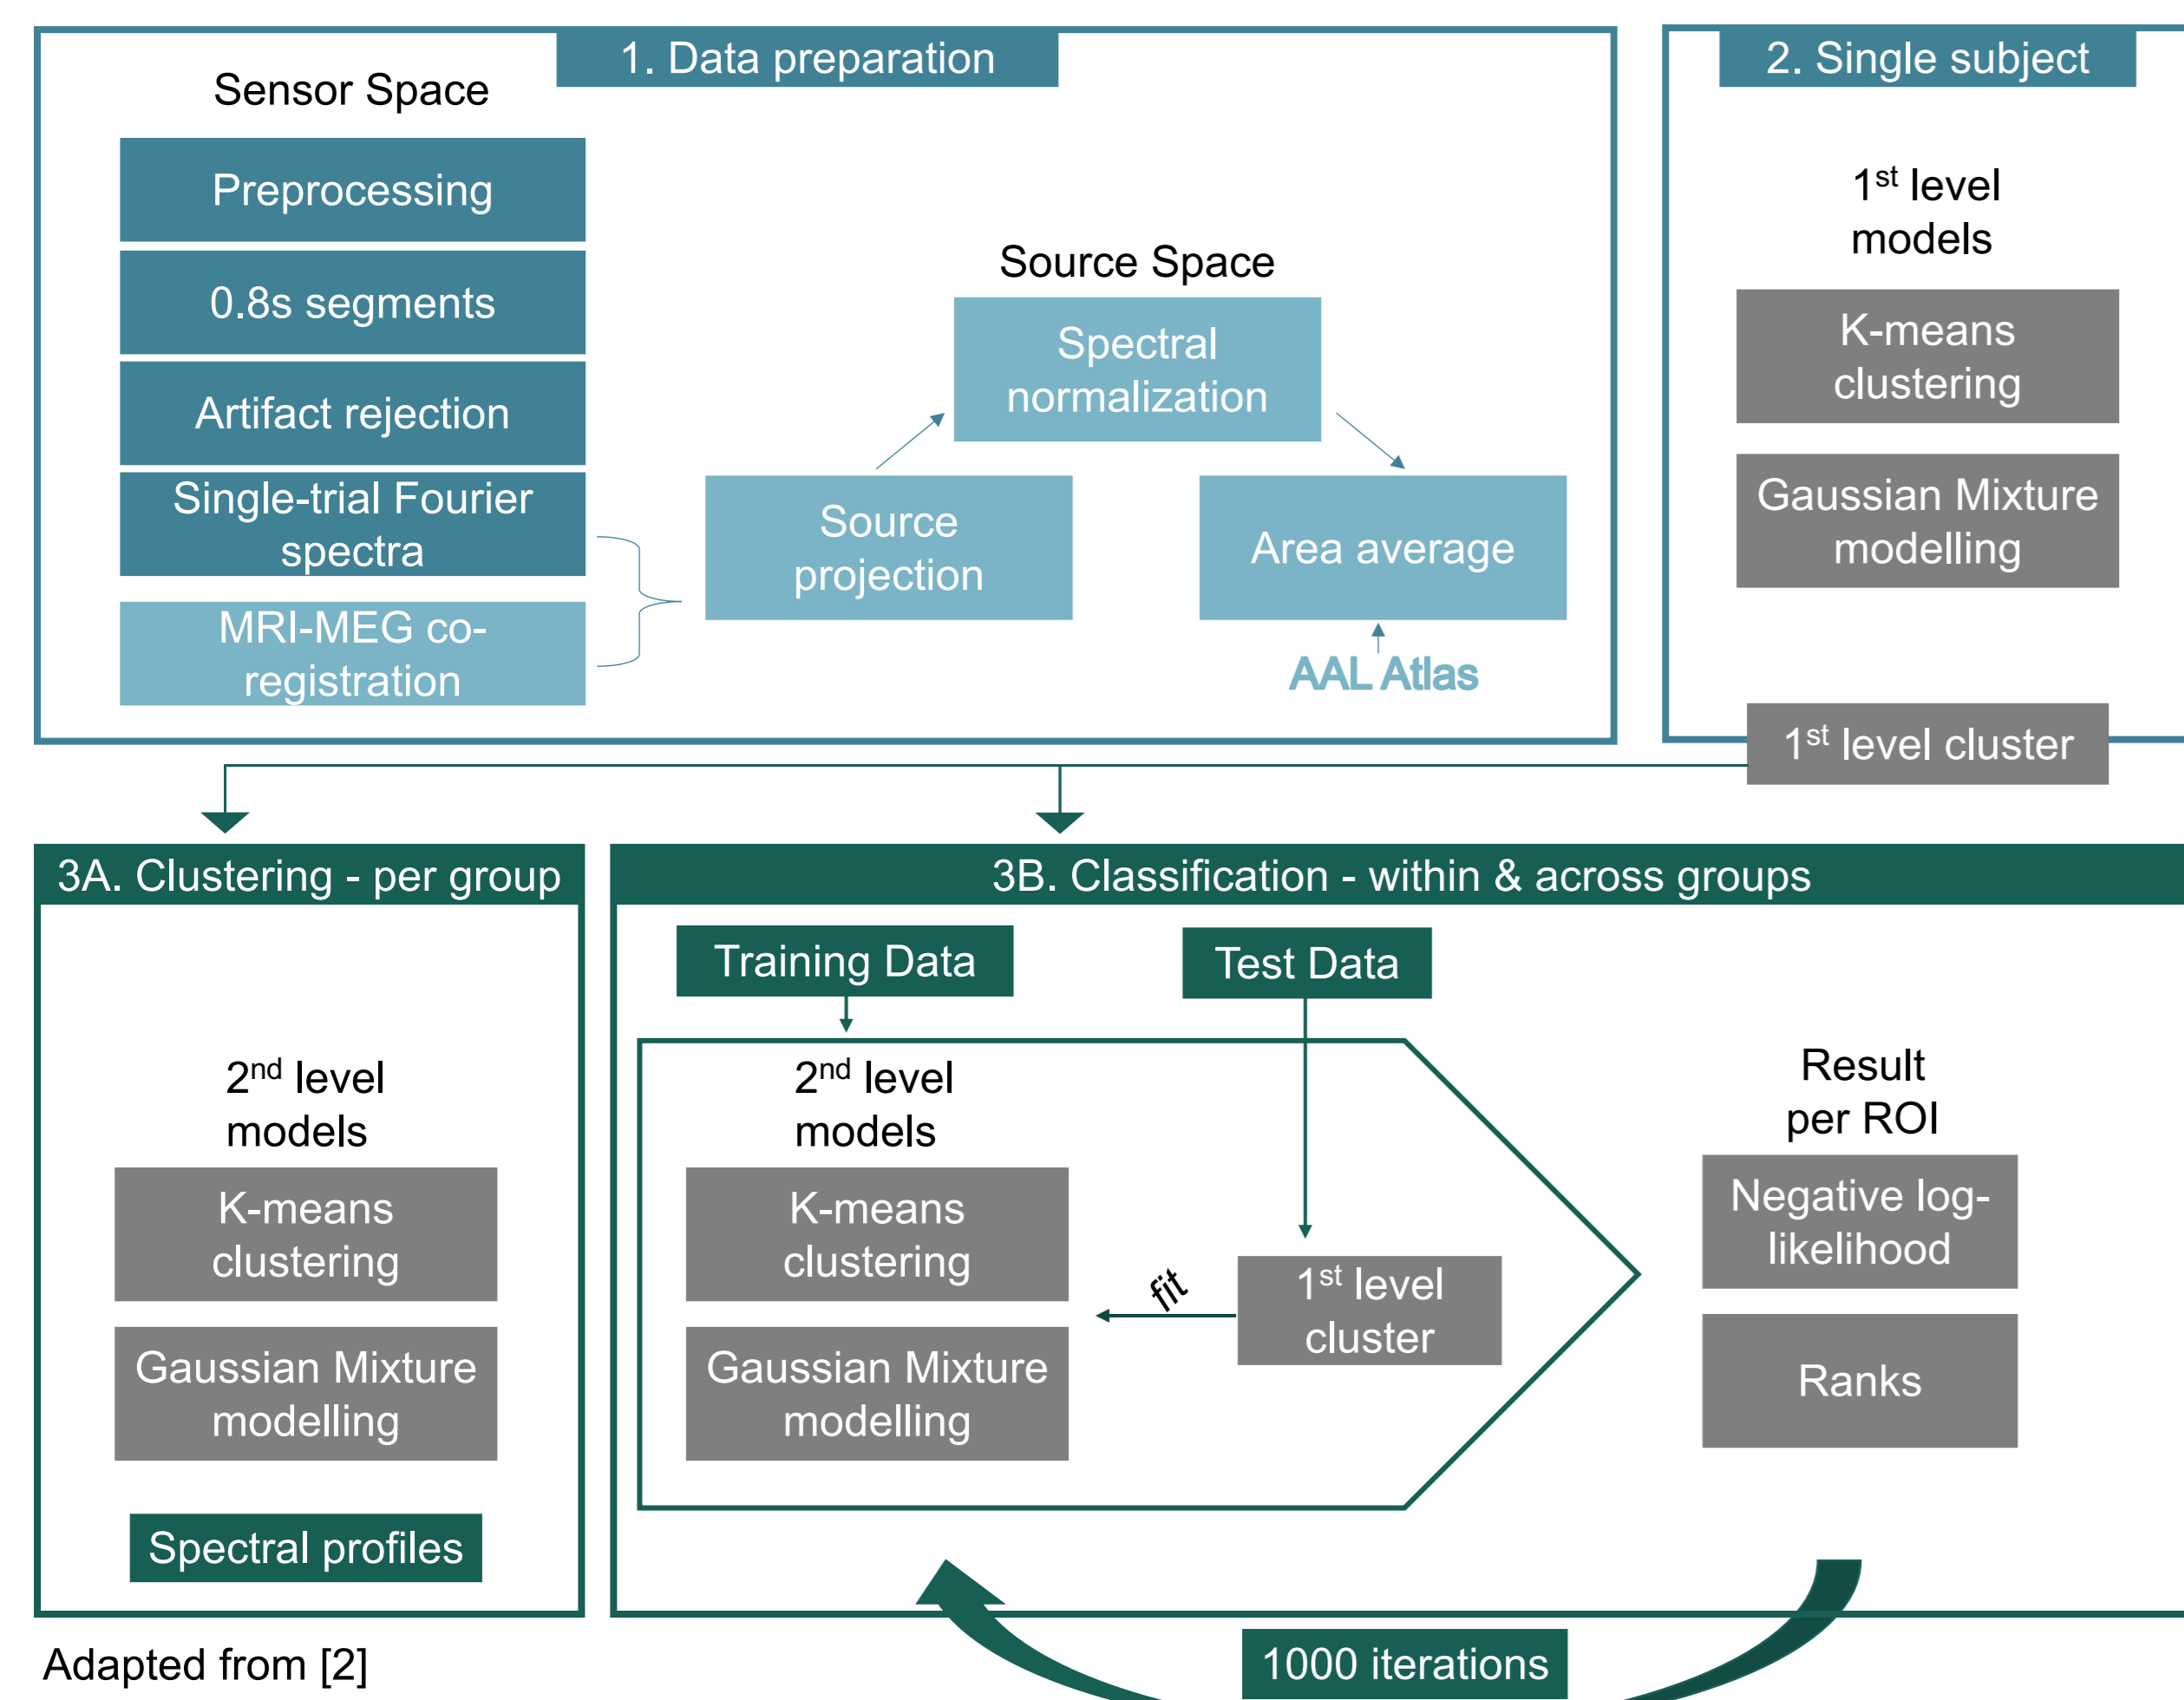 1. Data preparation
Sensor Space
Preprocessing
0.8s segments
Artifact rejection
Single-trial Fourier
spectra
MRI-MEG co-
registration
Source Space
Spectral
normalization
Source
projection
Area average
AAL Atlas
2. Single subject
1st level
models
K-means
clustering
Gaussian Mixture
modelling
1st level cluster
3A. Clustering - per group
2nd level
models
K-means
clustering
Gaussian Mixture
modelling
Spectral profiles
3B. Classification - within & across groups
Training Data
Test Data
2nd level
models
K-means
clustering
Gaussian Mixture
modelling
fit
1st level
cluster
Result
per ROI
Negative log-
likelihood
Ranks
1000 iterations
Adapted from [2]